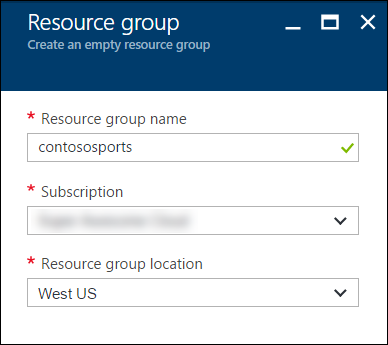 Resource group
Create an empty resource group
* Resource group name
contososports
* Subscription
* Resource group location
West US